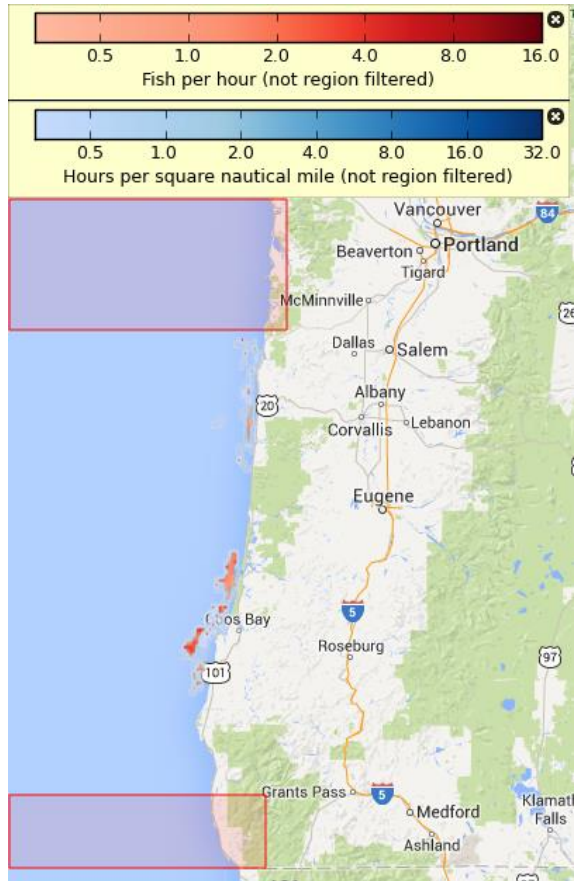 0.5 1.0 2.0 4.0 8.0 16.0
Fish per hour (not region filtered)
0.5 1.0 2.0 4.0 8.0 16.0 32.0
Hours per square nautical mile (not region filtered)
Vancouver
84
Beaverton
Portland
Tigard
McMinnville
26
Dallas
Salem
Albany
20
Corvallis
Lebanon
Eugene
5
Coos Bay
Roseburg
97
101
Grants Pass
5
Medford
Klamath
Falls
Ashland